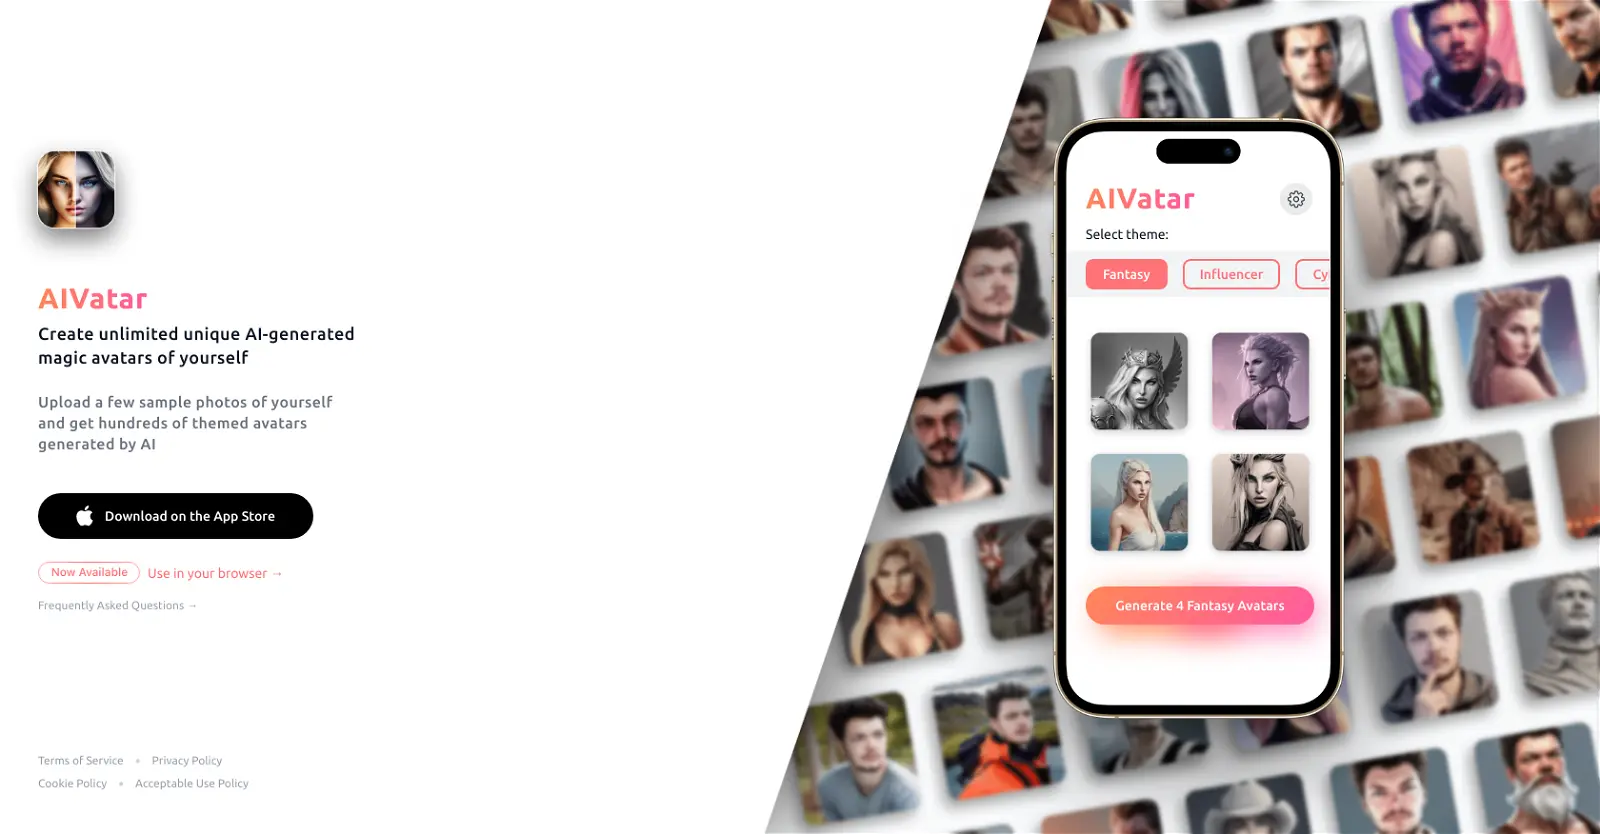 AIVatar
Create unlimited unique AI-generated
magic avatars of yourself
Upload a few sample photos of yourself
and get hundreds of themed avatars
generated by AI
Download on the App Store
Now Available Use in your browser →
Frequently Asked Questions →
Terms of Service • Privacy Policy
Cookie Policy • Acceptable Use Policy
AIVatar
Select theme:
Fantasy Influencer Cy
Generate 4 Fantasy Avatars